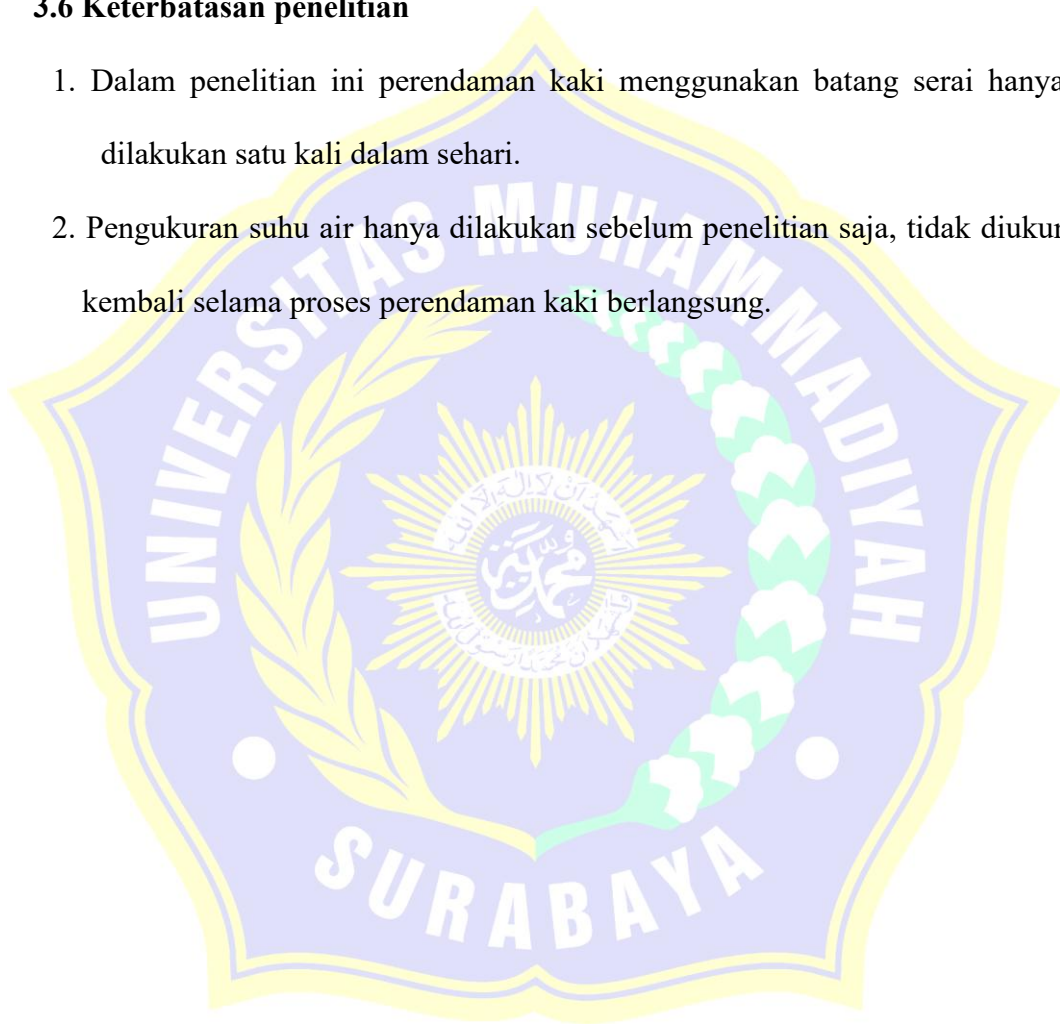 3.6 Keterbatasan penelitian
1. Dalam penelitian ini perendaman kaki menggunakan batang serai hanya
dilakukan satu kali dalam sehari.
2. Pengukuran suhu air hanya dilakukan sebelum penelitian saja, tidak diukur
kembali selama proses perendaman kaki berlangsung.
UNIVERSITAS MUHAMMADIYAH
SURABAYA